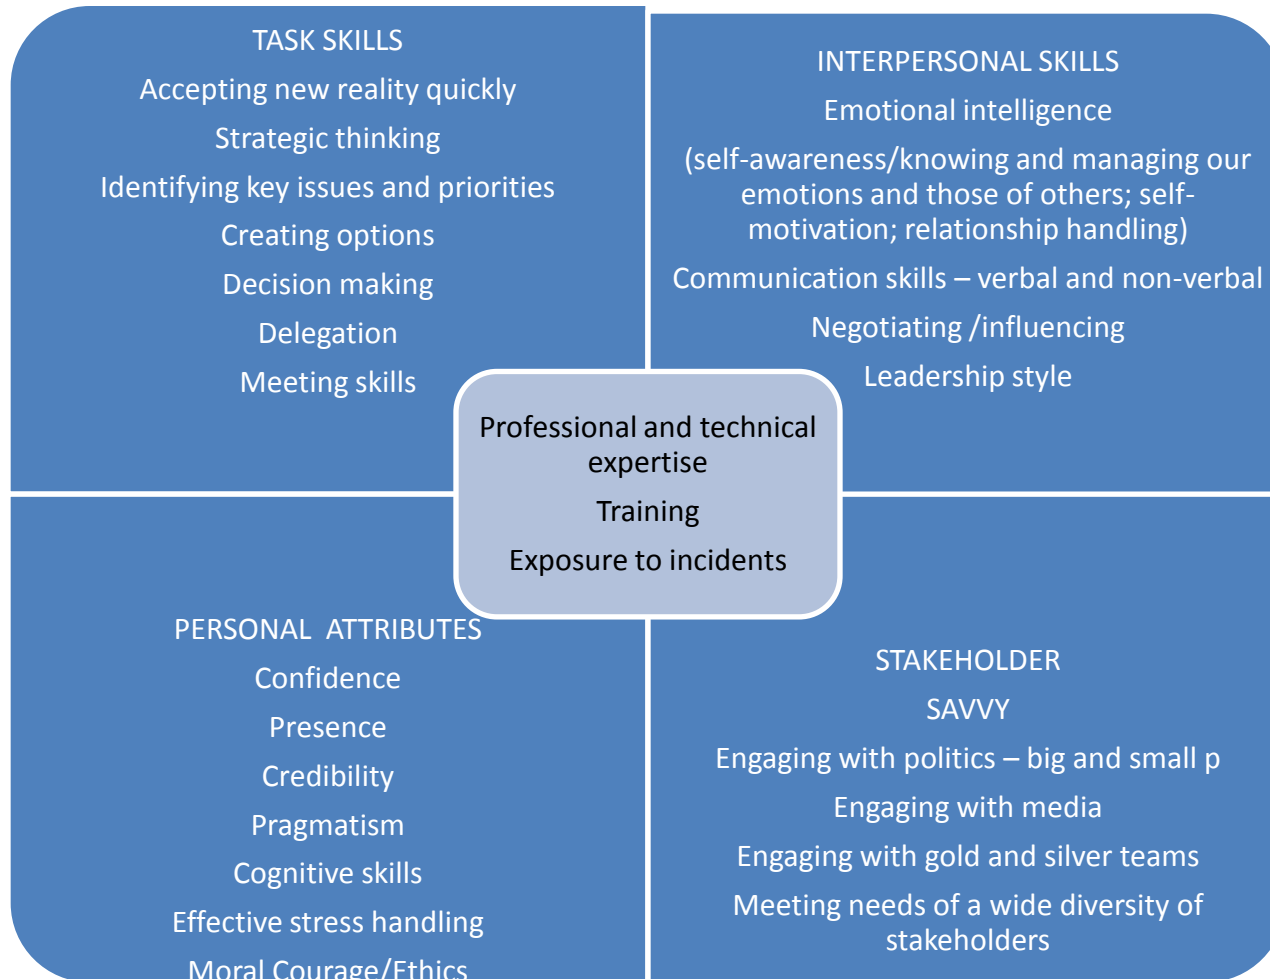 TASK SKILLS
Accepting new reality quickly
Strategic thinking
Identifying key issues and priorities
Creating options
Decision making
Delegation
Meeting skills
INTERPERSONAL SKILLS
Emotional intelligence
(self-awareness/knowing and managing our
emotions and those of others; self-
motivation; relationship handling)
Communication skills – verbal and non-verbal
Negotiating /influencing
Leadership style
Professional and technical
expertise
Training
Exposure to incidents
PERSONAL  ATTRIBUTES
Confidence
Presence
Credibility
Pragmatism
Cognitive skills
Effective stress handling
Moral Courage/Ethics
STAKEHOLDER
SAVVY
Engaging with politics – big and small p
Engaging with media
Engaging with gold and silver teams
Meeting needs of a wide diversity of
stakeholders